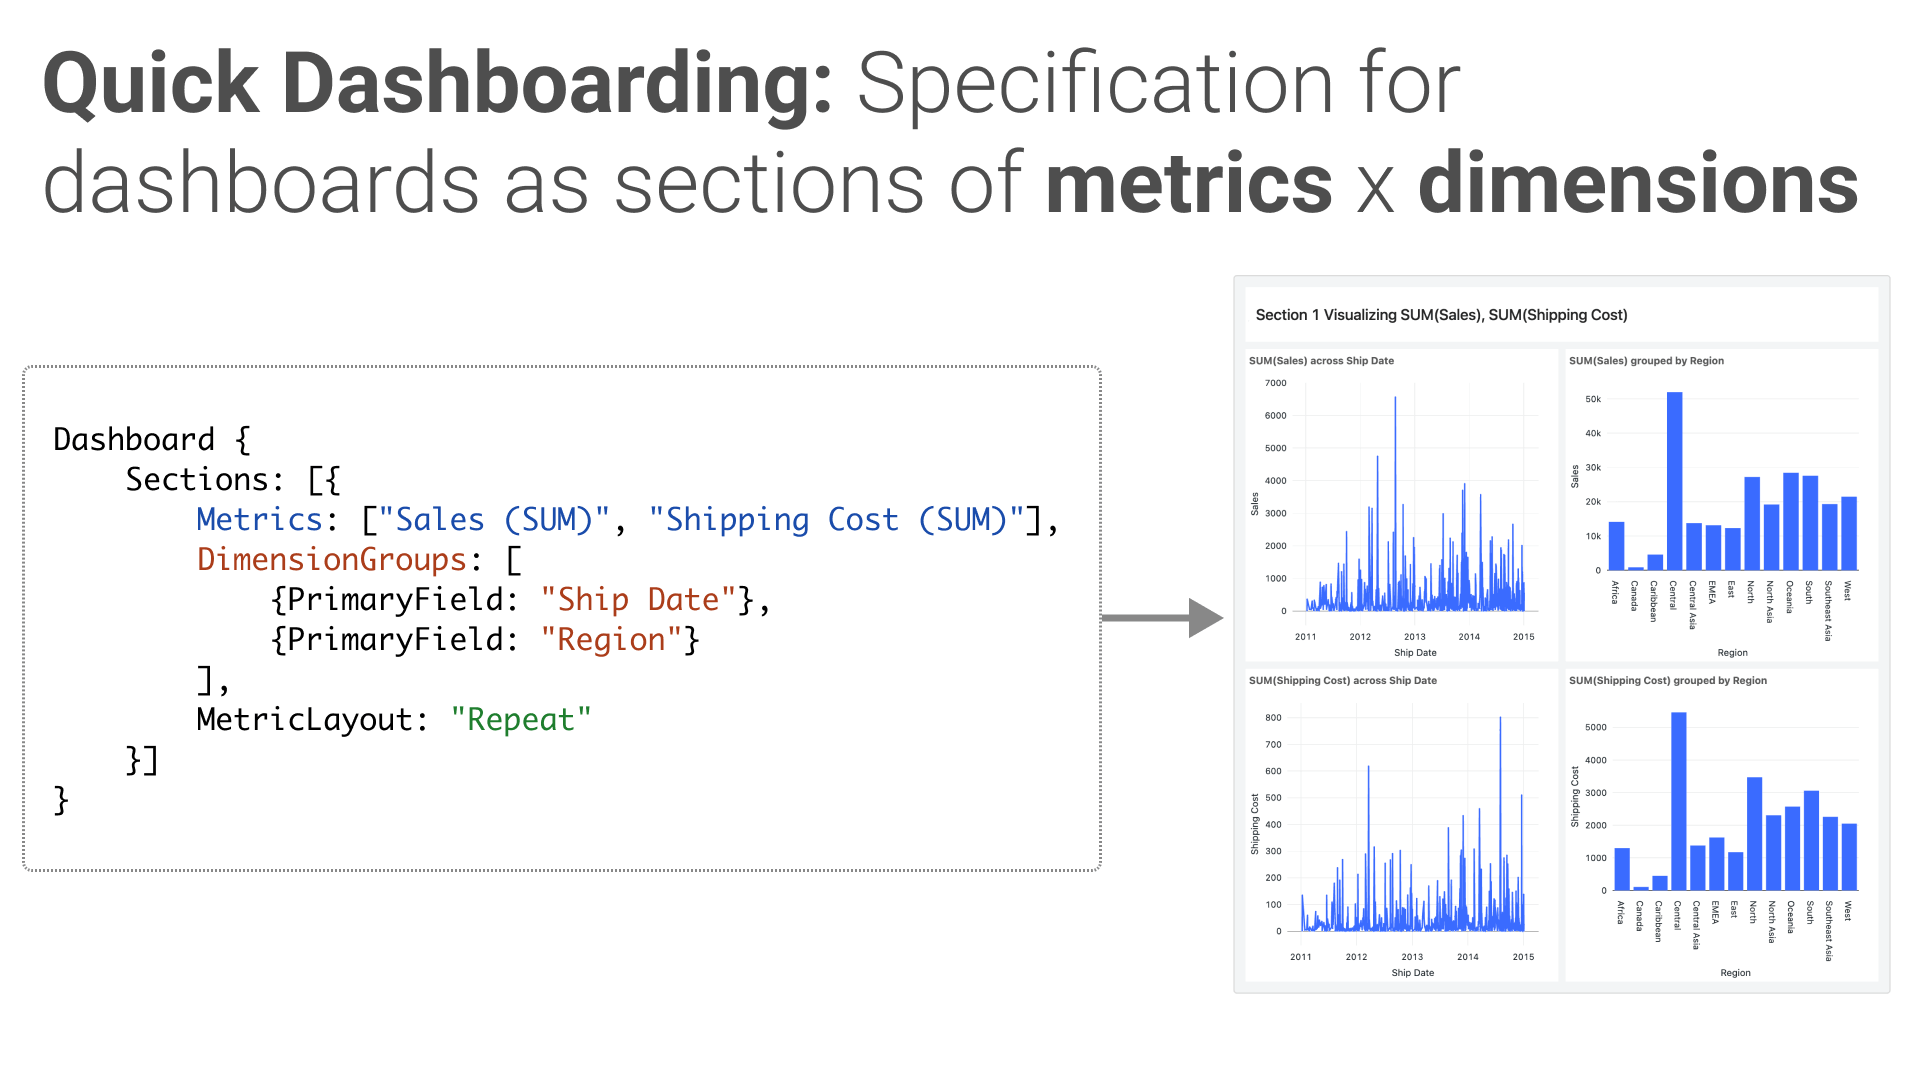 Quick Dashboarding: Specification for
dashboards as sections of metrics x dimensions
Dashboard {
Sections: [{
Metrics: ["Sales (SUM)", "Shipping Cost (SUM)"],
DimensionGroups: [
{PrimaryField: "Ship Date"},
{PrimaryField: "Region"}
],
MetricLayout: "Repeat"
}]
}
Section 1 Visualizing SUM(Sales), SUM(Shipping Cost)
SUM(Sales) across Ship Date
7000
6000
5000
4000
3000
2000
1000
0
Sales
2011 2012 2013 2014 2015
Ship Date
SUM(Sales) grouped by Region
50k
40k
30k
20k
10k
0
Sales
Africa
Canada
Caribbean
Central
Central Asia
EMEA
East
North
North Asia
Oceania
South
Southeast Asia
West
Region
SUM(Shipping Cost) across Ship Date
800
700
600
500
400
300
200
100
0
Shipping Cost
2011 2012 2013 2014 2015
Ship Date
SUM(Shipping Cost) grouped by Region
5000
4000
3000
2000
1000
0
Shipping Cost
Africa
Canada
Caribbean
Central
Central Asia
EMEA
East
North
North Asia
Oceania
South
Southeast Asia
West
Region